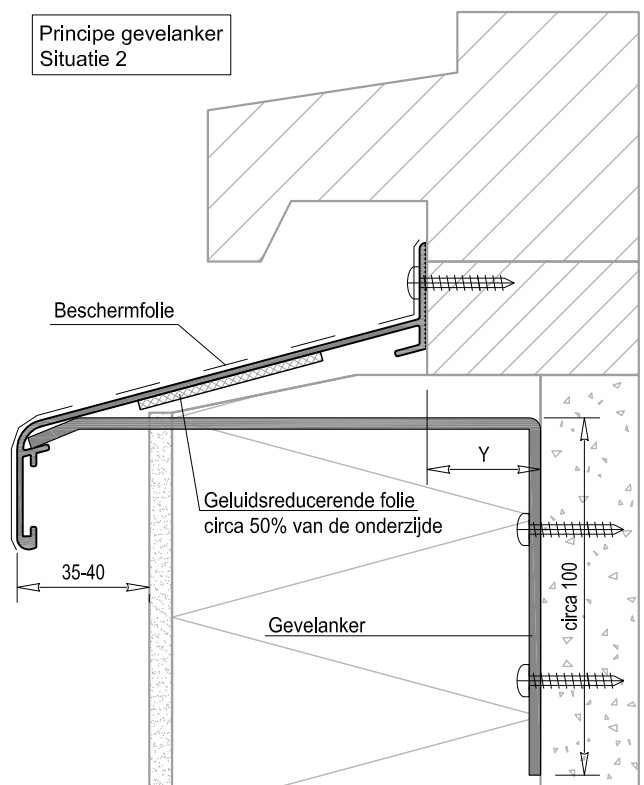 Principe gevelanker
Situatie 2
Beschermfolie
Y
Geluidsreducerende folie
circa 50% van de onderzijde
35-40
circa 100
Gevelanker